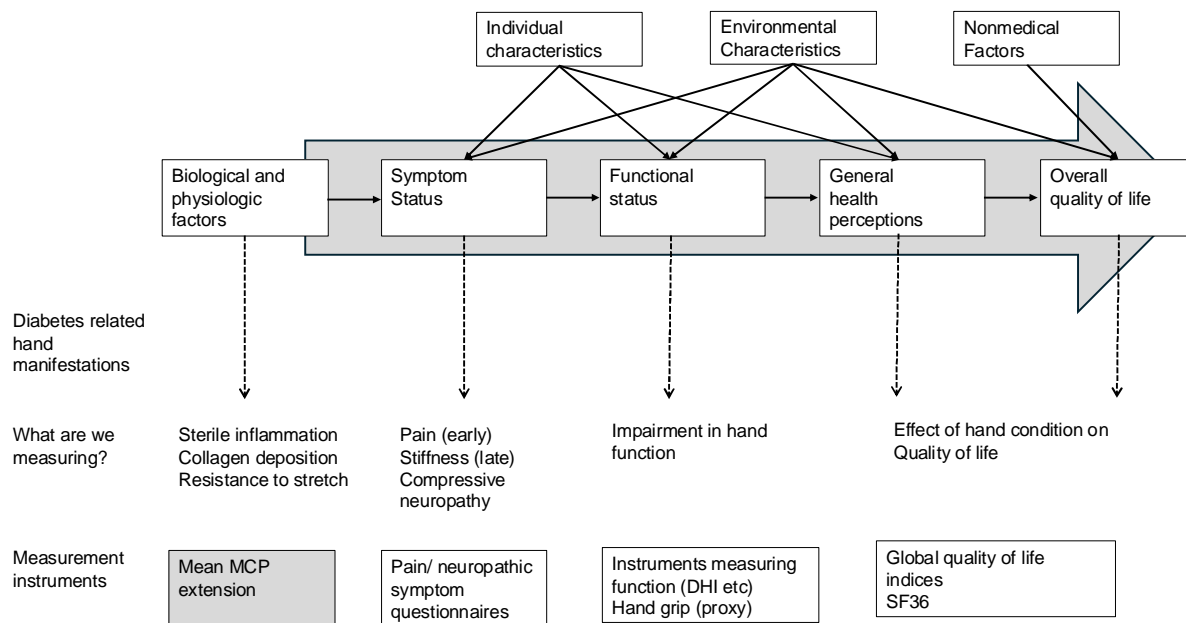 Individual
characteristics
Environmental
Characteristics
Nonmedical
Factors
Biological and
physiologic
factors
Symptom
Status
Functional
status
General
health
perceptions
Overall
quality of life
Diabetes related
hand
manifestations
What are we
measuring?
Sterile inflammation
Collagen deposition
Resistance to stretch
Pain (early)
Stiffness (late)
Compressive
neuropathy
Impairment in hand
function
Effect of hand condition on
Quality of life
Measurement
instruments
Mean MCP
extension
Pain/ neuropathic
symptom
questionnaires
Instruments measuring
function (DHI etc)
Hand grip (proxy)
Global quality of life
indices
SF36